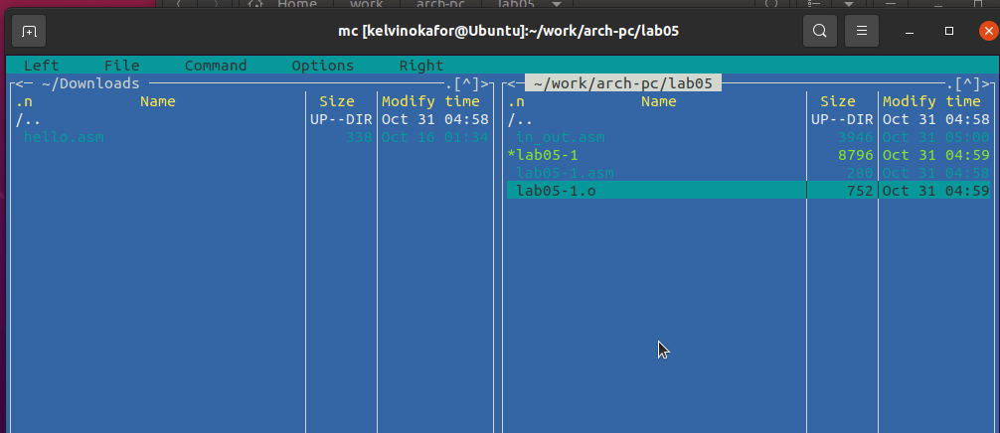 Home work arch-pc lab05
mc [kelvinokafor@Ubuntu]:~/work/arch-pc/lab05
Left File Command Options Right
<─ ~/Downloads .[^]>
.n Name Size Modify time
/.. UP--DIR Oct 31 04:58
hello.asm 338 Oct 16 01:34
<─ ~/work/arch-pc/lab05 .[^]>
.n Name Size Modify time
/.. UP--DIR Oct 31 04:58
in_out.asm 3946 Oct 31 05:00
*lab05-1 8796 Oct 31 04:59
lab05-1.asm 280 Oct 31 04:58
lab05-1.o 752 Oct 31 04:59